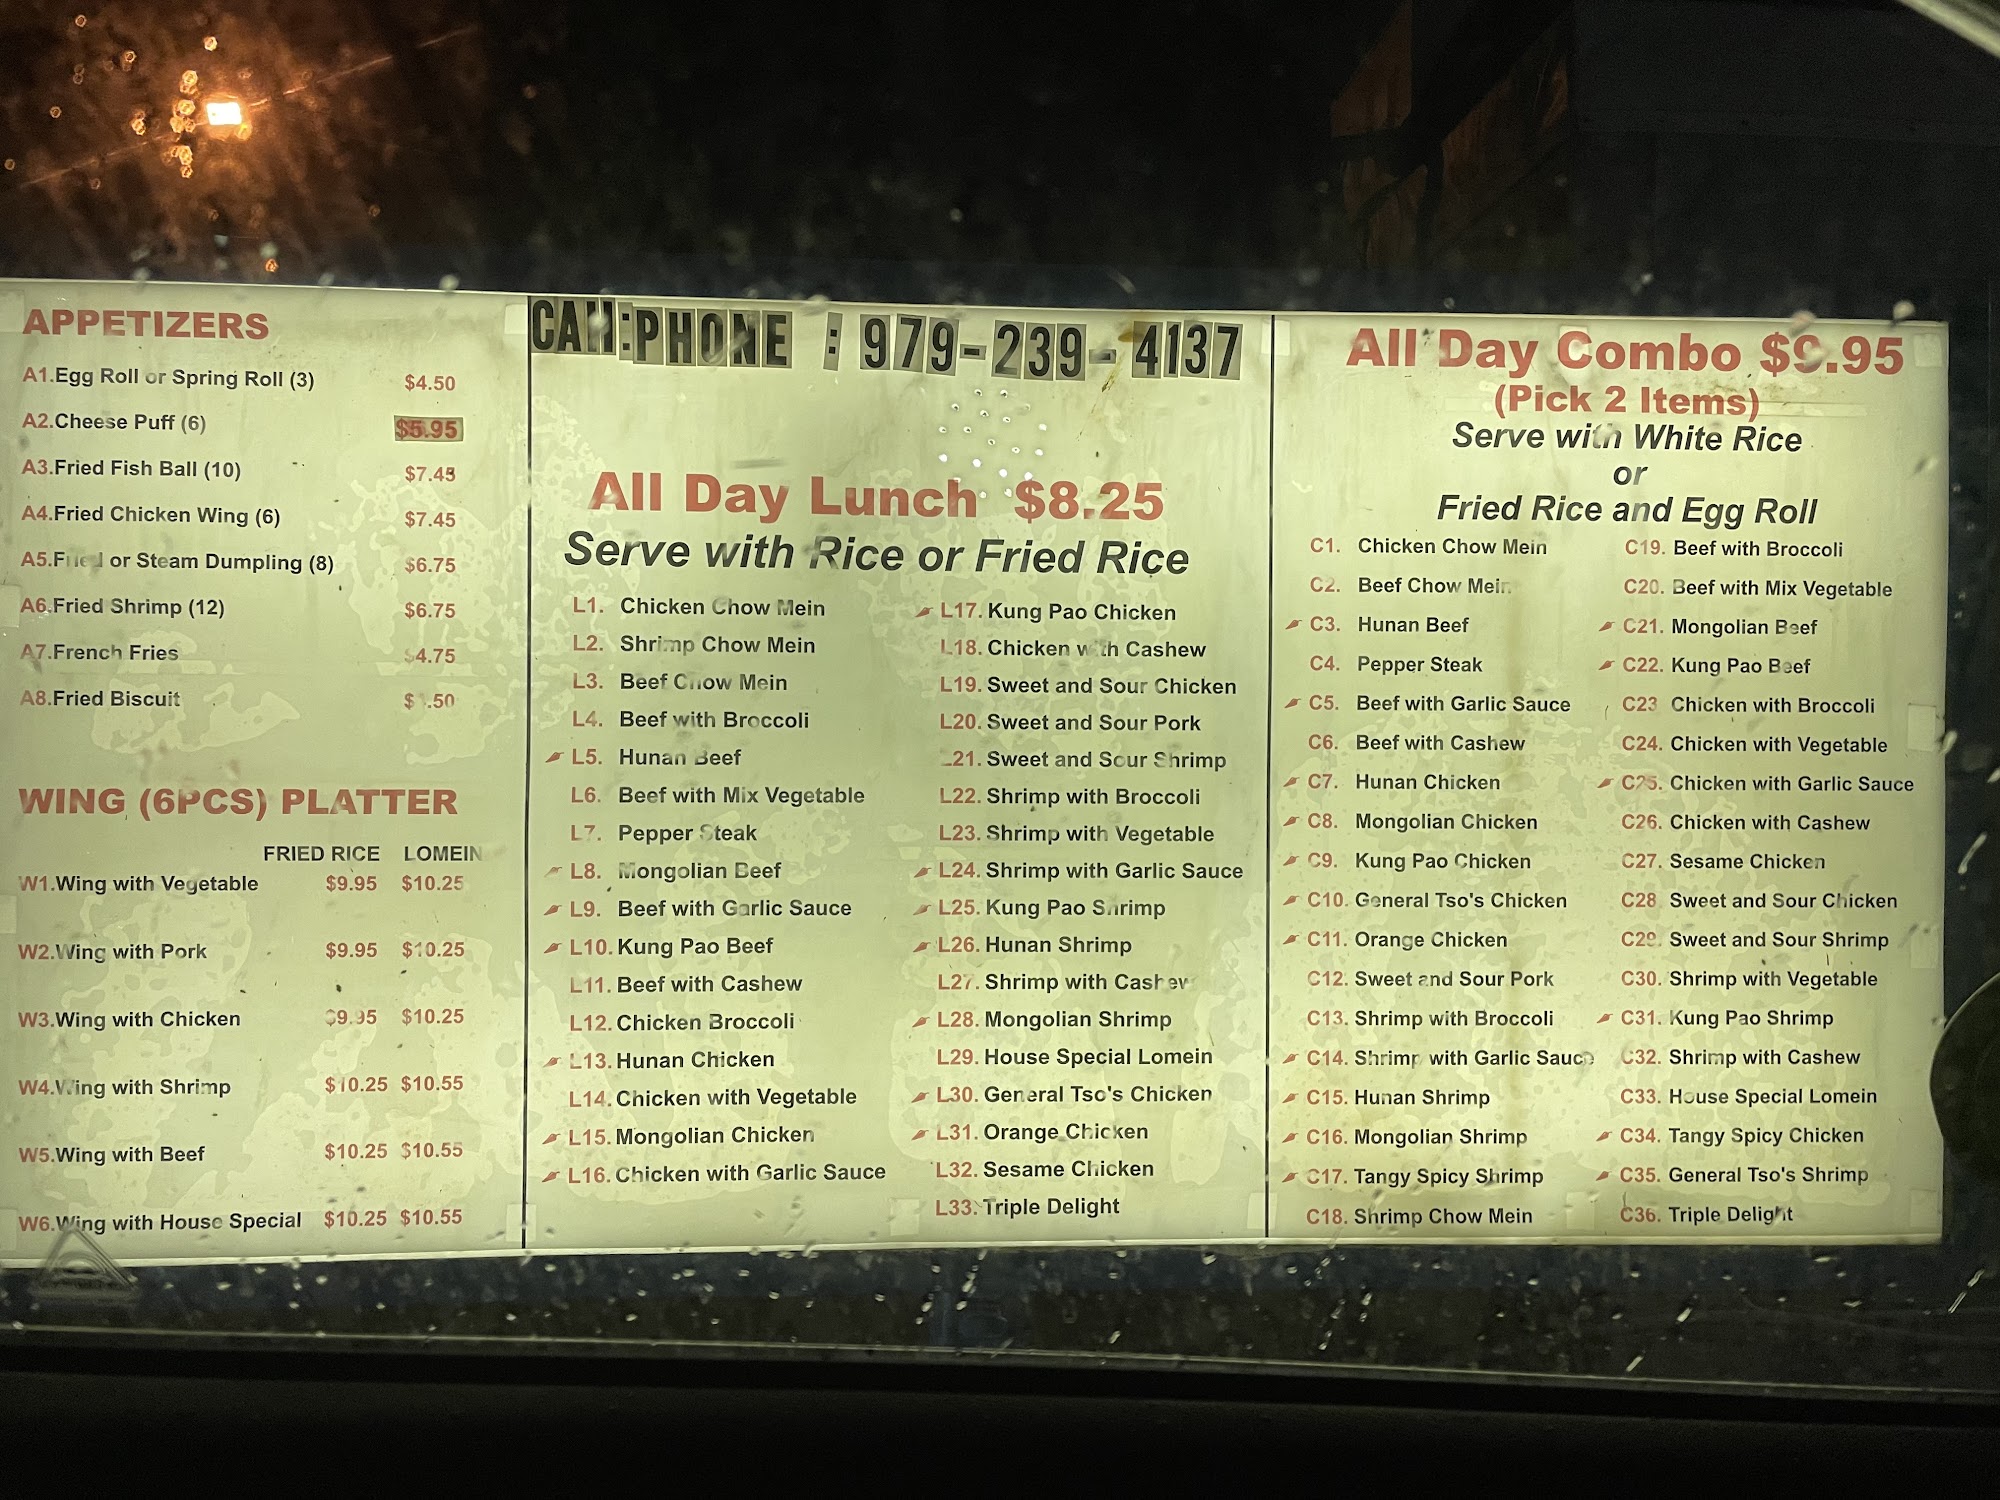 APPETIZERS
A1.Egg Roll or Spring Roll (3) $4.50
A2.Cheese Puff (6) $5.95
A3.Fried Fish Ball (10) $7.45
A4.Fried Chicken Wing (6) $7.45
A5.Fried or Steam Dumpling (8) $6.75
A6.Fried Shrimp (12) $6.75
A7.French Fries $4.75
A8.Fried Biscuit
WING (6PCS) PLATTER
FRIED RICE LOMEIN
W1.Wing with Vegetable $9.95 $10.25
W2.Wing with Pork $9.95 $10.25
W3.Wing with Chicken $9.95 $10.25
W4.Wing with Shrimp $10.25 $10.55
W5.Wing with Beef $10.25 $10.55
W6.Wing with House Special $10.25 $10.55
PHONE : 979-239-4137
All Day Lunch $8.25
Serve with Rice or Fried Rice
L1. Chicken Chow Mein
L2. Shrimp Chow Mein
L3. Beef Chow Mein
L4. Beef with Broccoli
L5. Hunan Beef
L6. Beef with Mix Vegetable
L7. Pepper Steak
L8. Mongolian Beef
L9. Beef with Garlic Sauce
L10. Kung Pao Beef
L11. Beef with Cashew
L12. Chicken Broccoli
L13. Hunan Chicken
L14. Chicken with Vegetable
L15. Mongolian Chicken
L16. Chicken with Garlic Sauce
L17. Kung Pao Chicken
L18. Chicken with Cashew
L19. Sweet and Sour Chicken
L20. Sweet and Sour Pork
L21. Sweet and Sour Shrimp
L22. Shrimp with Broccoli
L23. Shrimp with Vegetable
L24. Shrimp with Garlic Sauce
L25. Kung Pao Shrimp
L26. Hunan Shrimp
L27. Shrimp with Cashew
L28. Mongolian Shrimp
L29. House Special Lomein
L30. General Tso's Chicken
L31. Orange Chicken
L32. Sesame Chicken
L33. Triple Delight
All Day Combo $9.95
(Pick 2 Items)
Serve with White Rice
or
Fried Rice and Egg Roll
C1. Chicken Chow Mein
C2. Beef Chow Mein
C3. Hunan Beef
C4. Pepper Steak
C5. Beef with Garlic Sauce
C6. Beef with Cashew
C7. Hunan Chicken
C8. Mongolian Chicken
C9. Kung Pao Chicken
C10. General Tso's Chicken
C11. Orange Chicken
C12. Sweet and Sour Pork
C13. Shrimp with Broccoli
C14. Shrimp with Garlic Sauce
C15. Hunan Shrimp
C16. Mongolian Shrimp
C17. Tangy Spicy Shrimp
C18. Shrimp Chow Mein
C19. Beef with Broccoli
C20. Beef with Mix Vegetable
C21. Mongolian Beef
C22. Kung Pao Beef
C23 Chicken with Broccoli
C24. Chicken with Vegetable
C25. Chicken with Garlic Sauce
C26. Chicken with Cashew
C27. Sesame Chicken
C28 Sweet and Sour Chicken
C29. Sweet and Sour Shrimp
C30. Shrimp with Vegetable
C31. Kung Pao Shrimp
C32. Shrimp with Cashew
C33. House Special Lomein
C34. Tangy Spicy Chicken
C35. General Tso's Shrimp
C36. Triple Delight